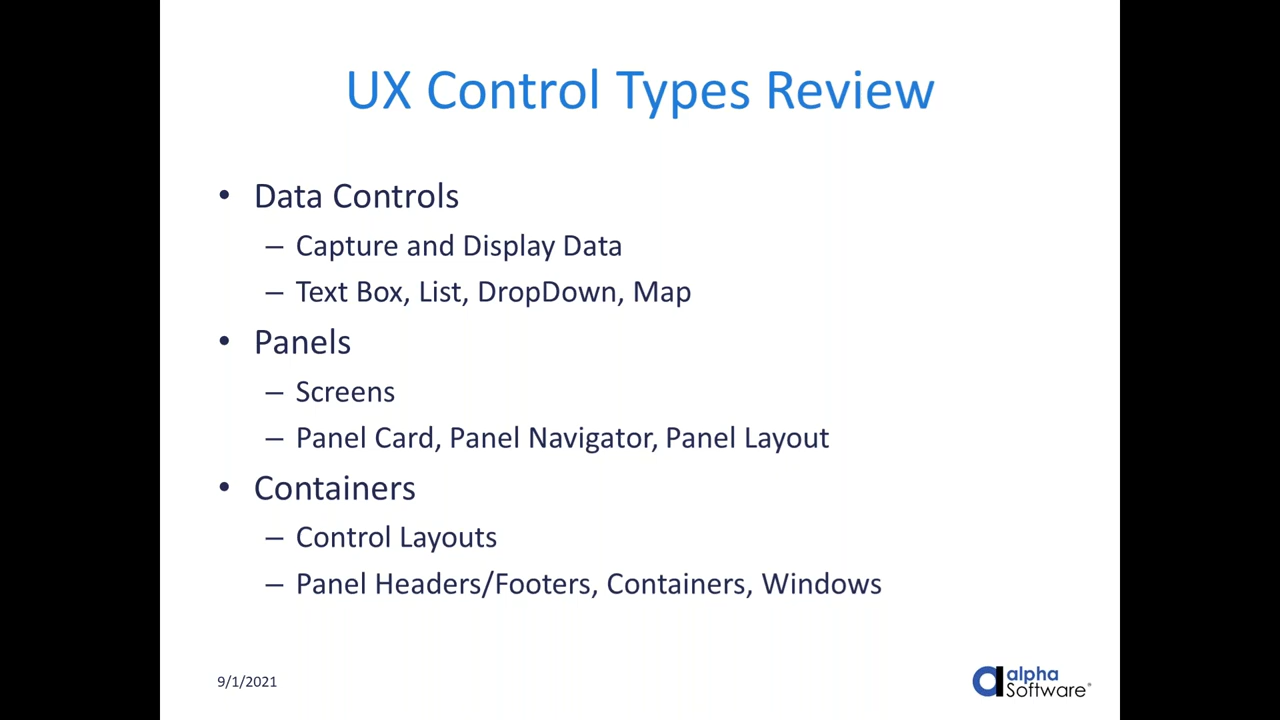 UX Control Types Review
• Data Controls
– Capture and Display Data
– Text Box, List, DropDown, Map
• Panels
– Screens
– Panel Card, Panel Navigator, Panel Layout
• Containers
– Control Layouts
– Panel Headers/Footers, Containers, Windows
9/1/2021
alpha
Software®